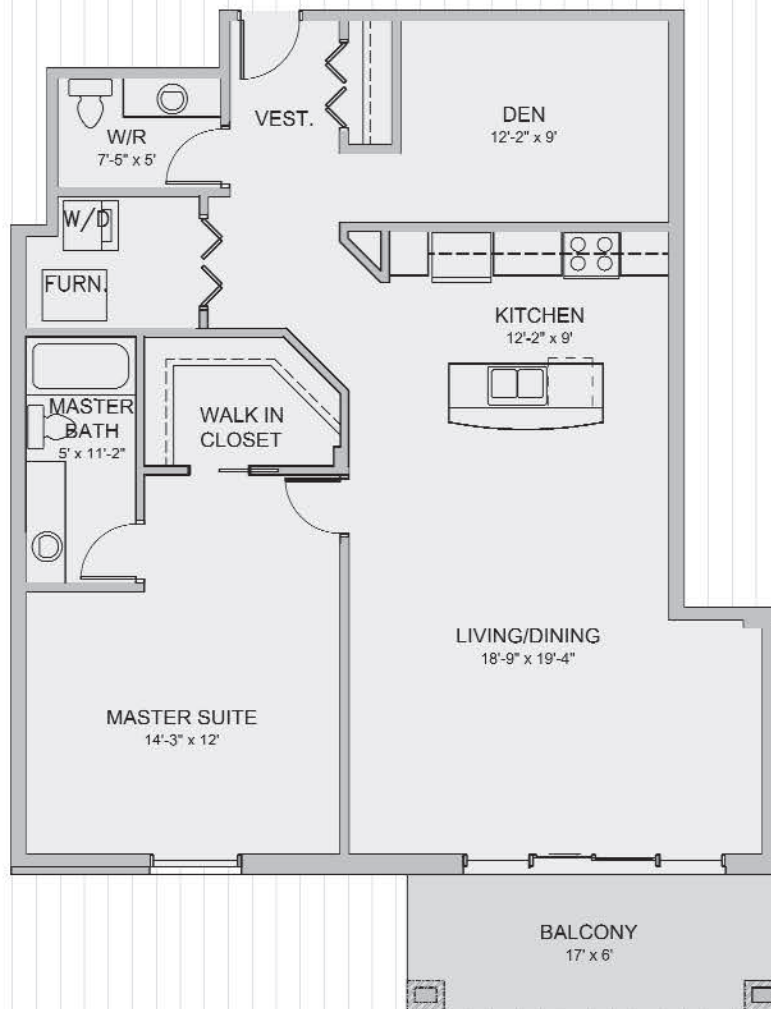 VEST.
DEN
12'-2" x 9'
W/R
7'-5" x 5'
W/D
FURN.
KITCHEN
12'-2" x 9'
MASTER
BATH
5' x 11'-2"
WALK IN
CLOSET
LIVING/DINING
18'-9" x 19'-4"
MASTER SUITE
14'-3" x 12'
BALCONY
17' x 6'